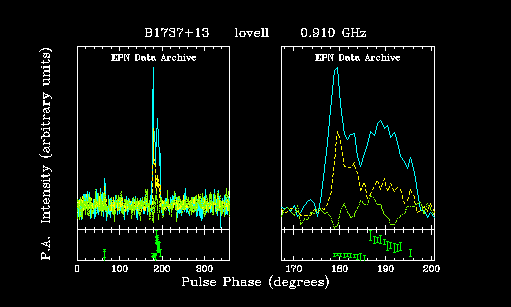 B1737+13 lovell 0.910 GHz
EPN Data Archive EPN Data Archive
P.A. Intensity (arbitrary units)
0 100 200 300 170 180 190 200
Pulse Phase (degrees)